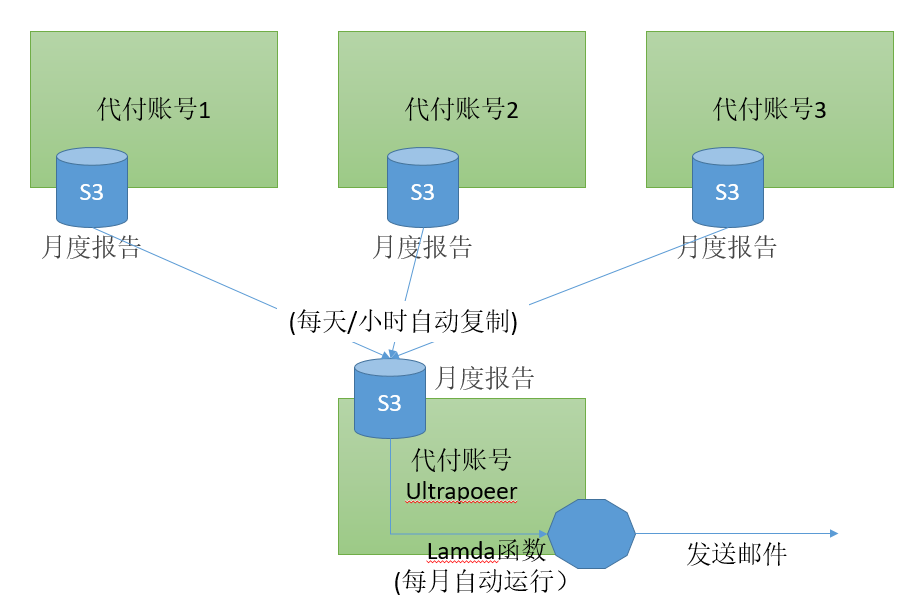 代付账号1
代付账号2
代付账号3
S3
S3
S3
月度报告
月度报告
月度报告
(每天/小时自动复制)
月度报告
S3
代付账号
Ultrapoeer
Lamda函数
(每月自动运行）
发送邮件